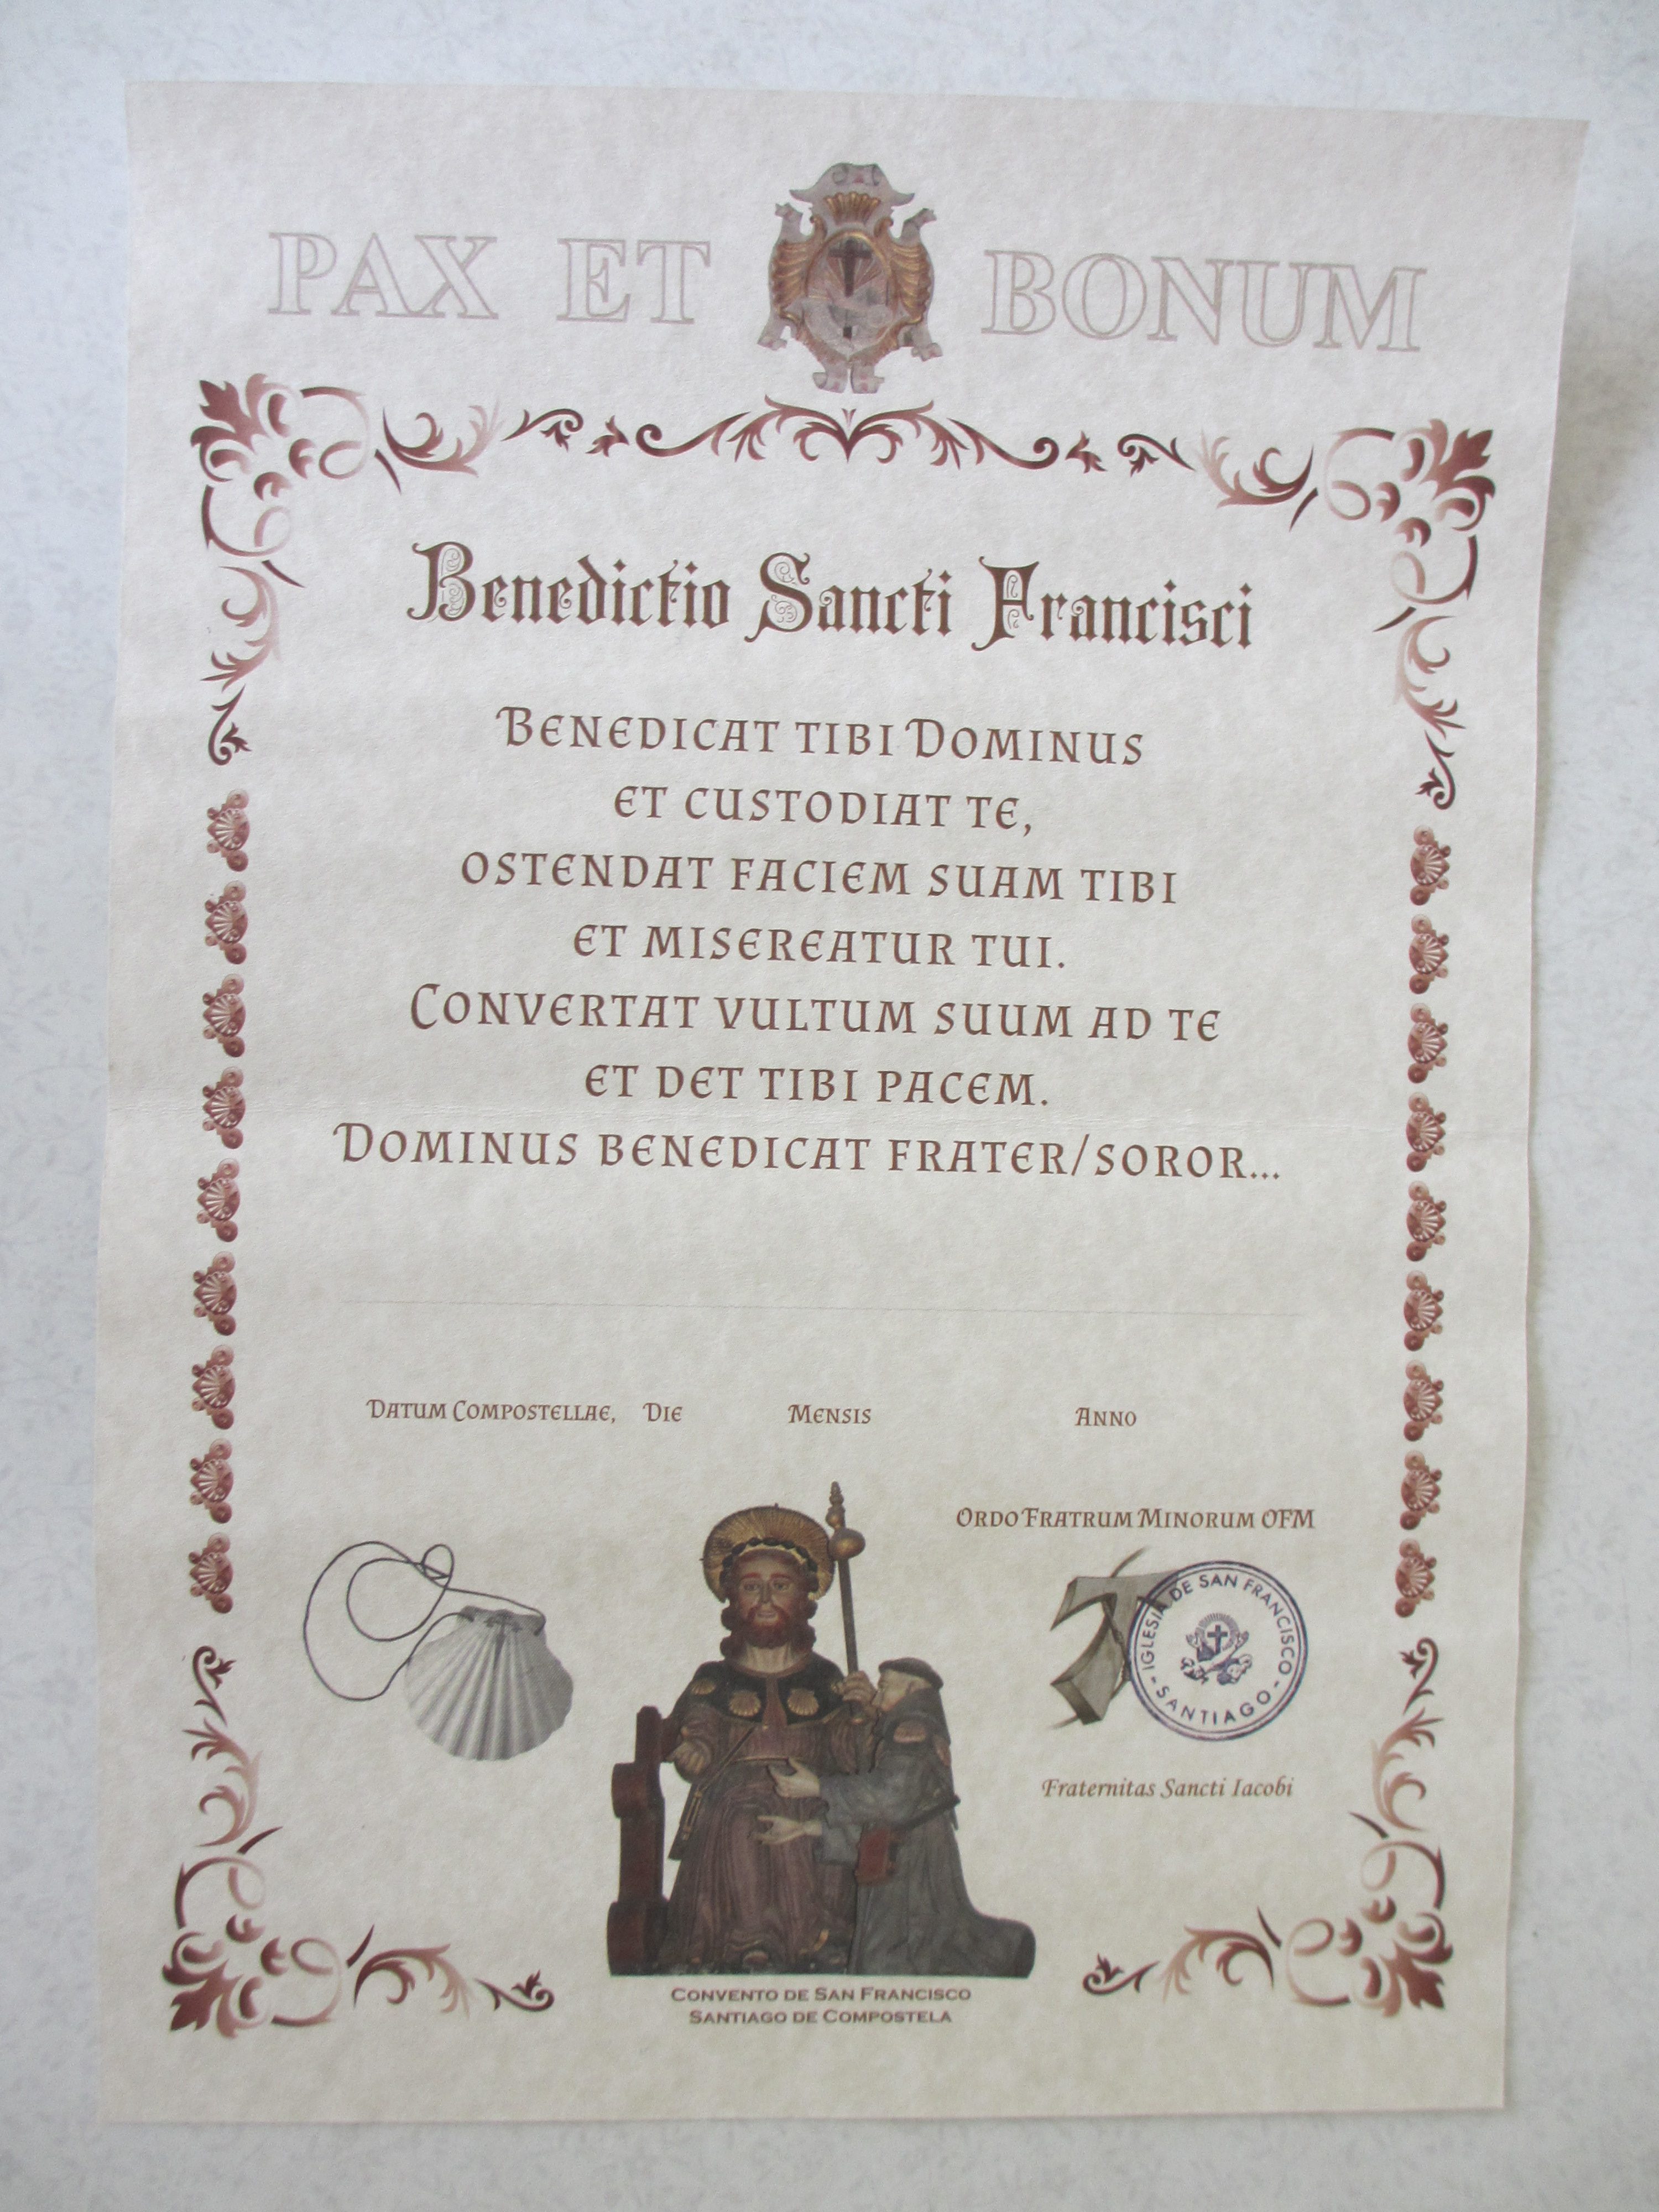 PAX ET BONUM
Benedictio Sancti Francisci
BENEDICAT TIBI DOMINUS
ET CUSTODIAT TE,
OSTENDAT FACIEM SUAM TIBI
ET MISEREATUR TUI.
CONVERTAT VULTUM SUUM AD TE
ET DET TIBI PACEM.
DOMINUS BENEDICAT FRATER/SOROR...
DATUM COMPOSTELLAE, DIE MENSIS ANNO
ORDO FRATRUM MINORUM OFM
IGLESIA DE SAN FRANCISCO
- SANTIAGO -
Fraternitas Sancti Iacobi
CONVENTO DE SAN FRANCISCO
SANTIAGO DE COMPOSTELA